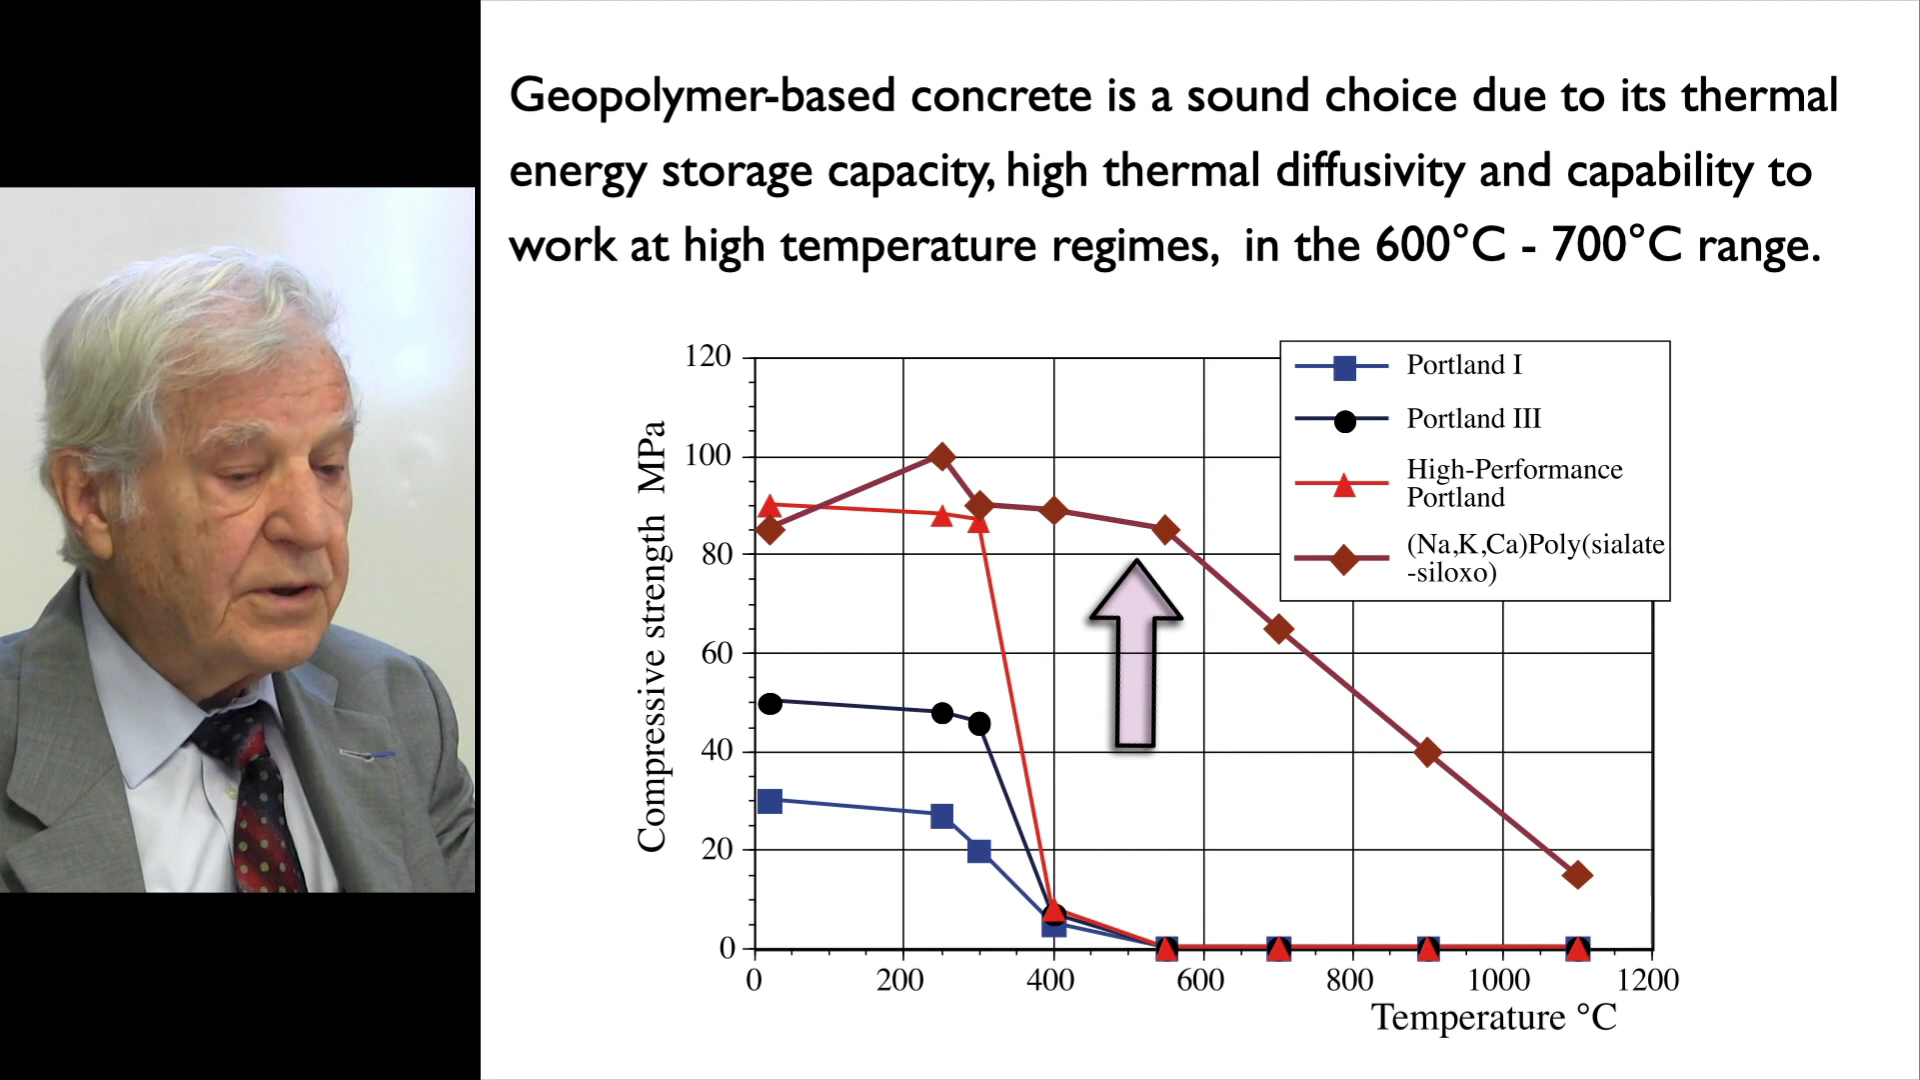 Geopolymer-based concrete is a sound choice due to its thermal
energy storage capacity, high thermal diffusivity and capability to
work at high temperature regimes, in the 600°C - 700°C range.
120
100
80
60
40
20
0
Compressive strength MPa
Portland I
Portland III
High-Performance
Portland
(Na,K,Ca)Poly(sialate
-siloxo)
0 200 400 600 800 1000 1200
Temperature °C